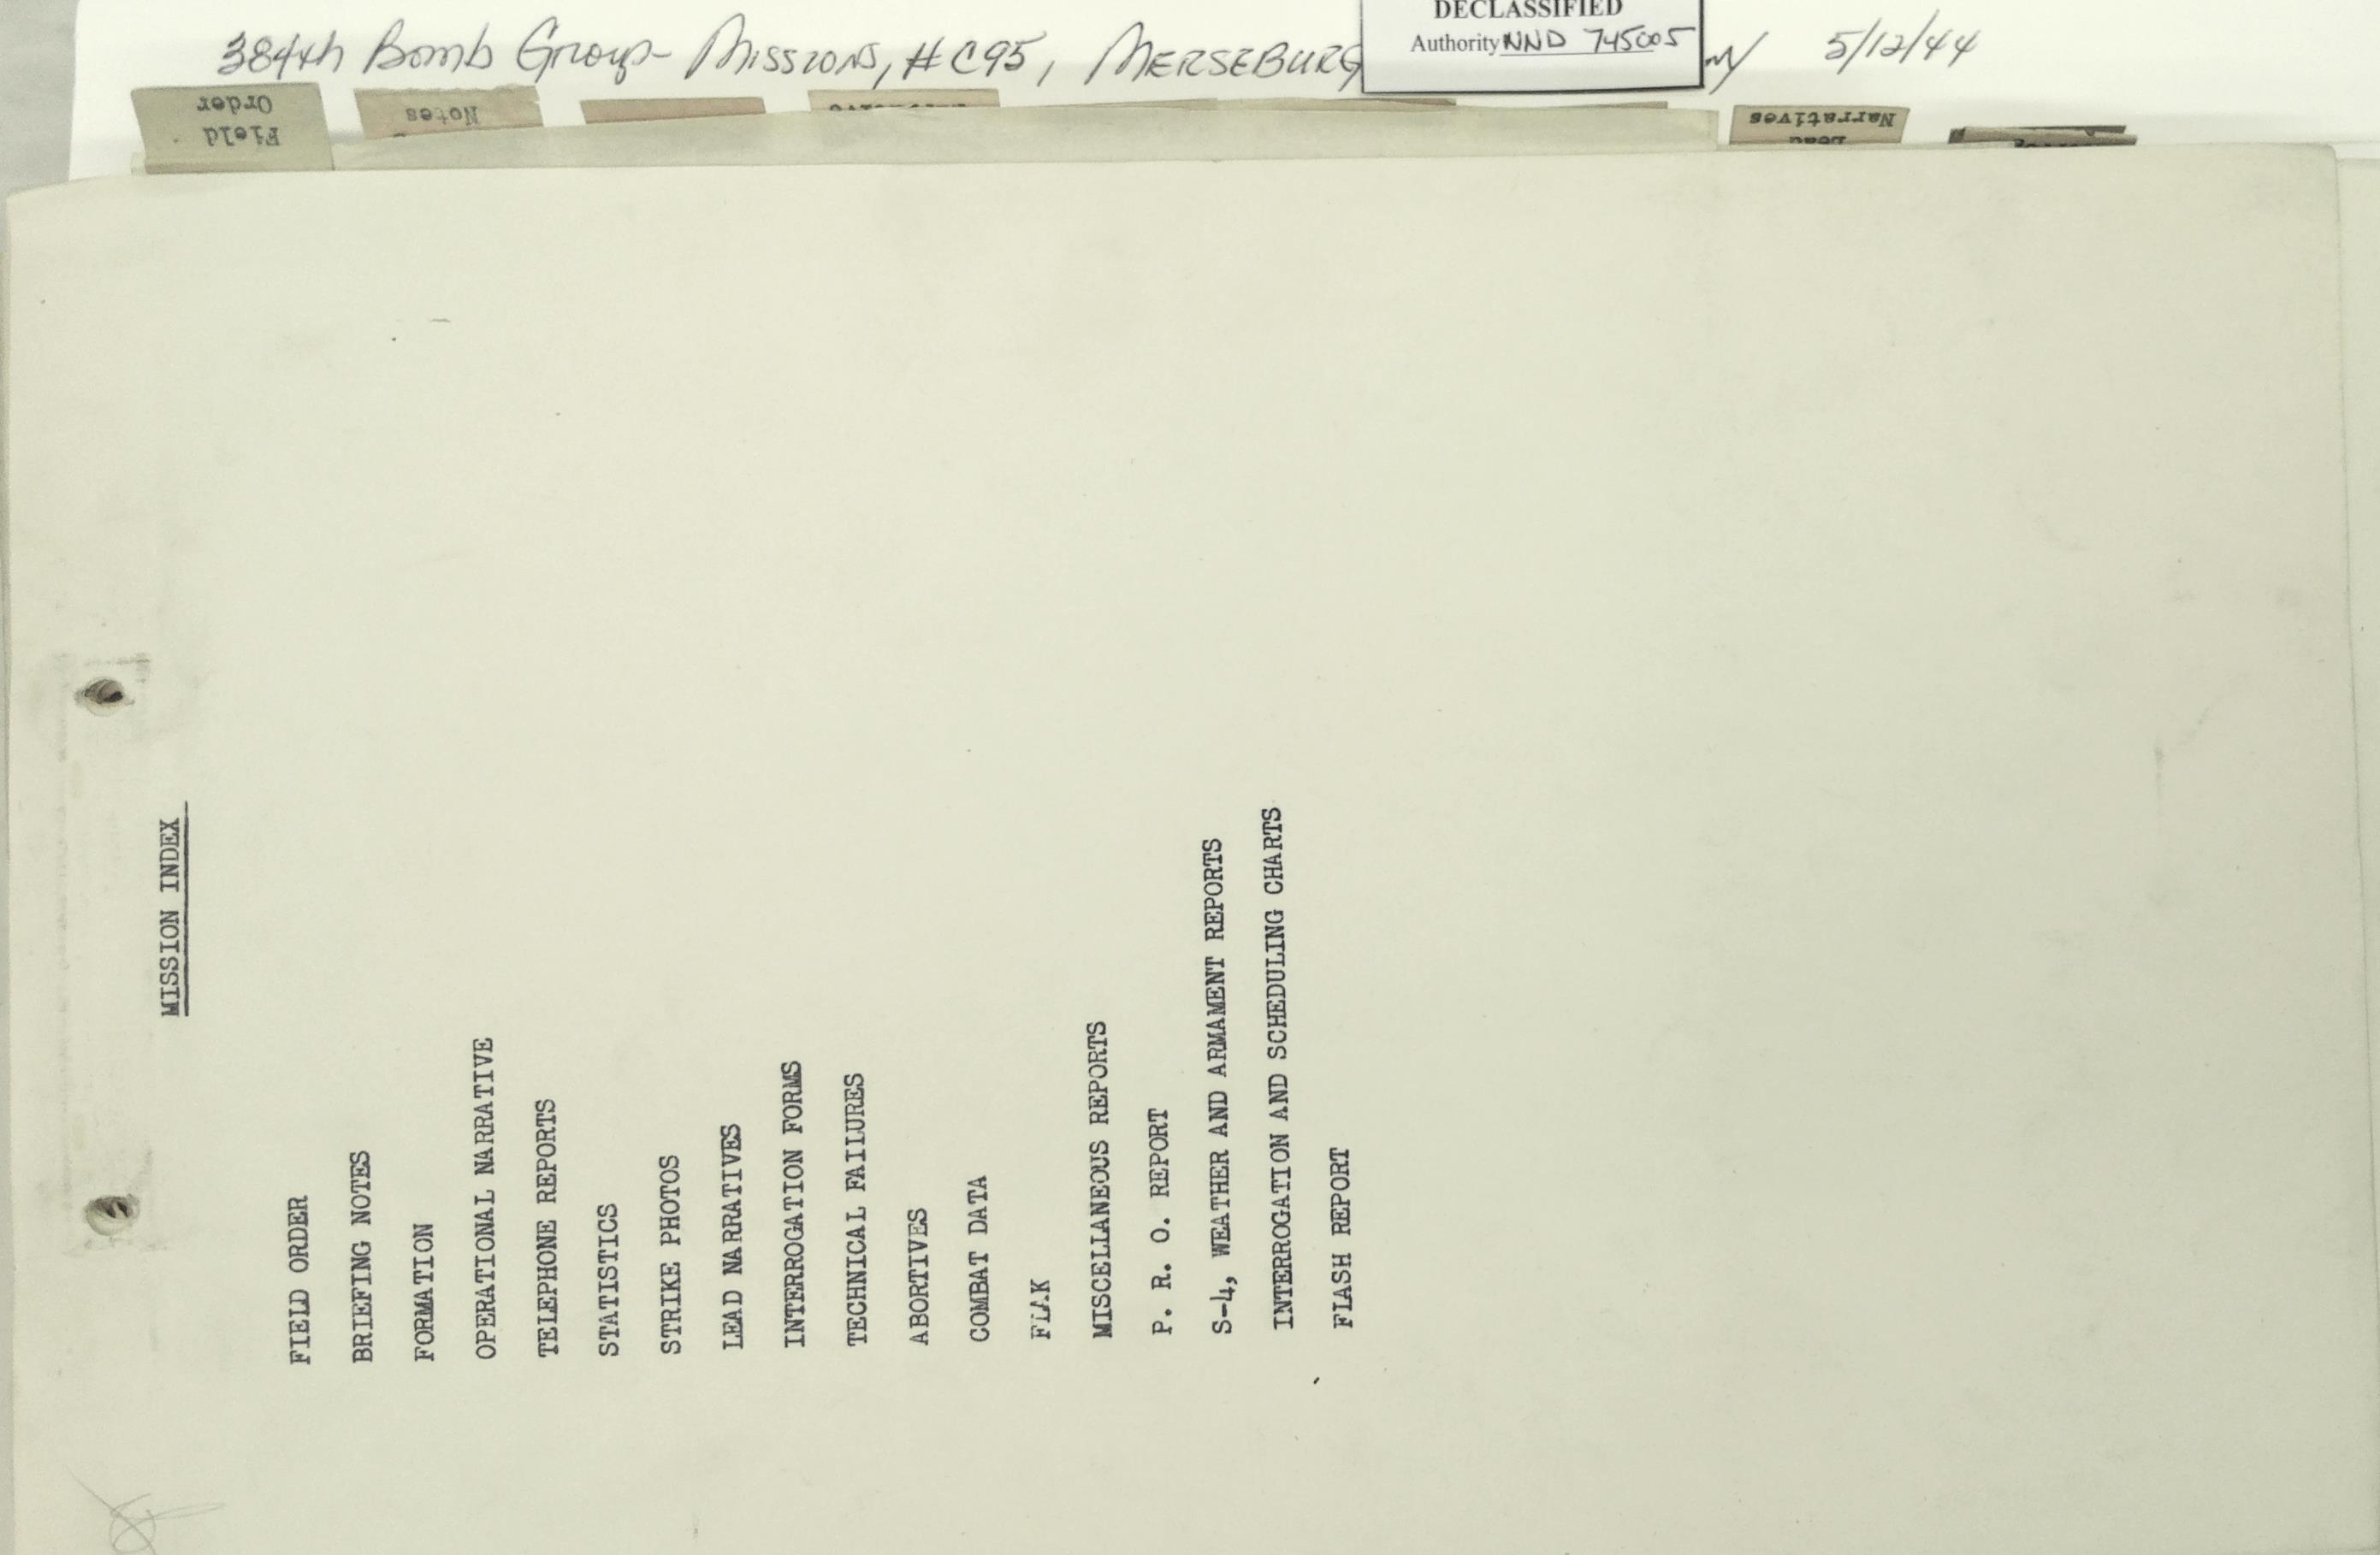 384th Bomb Group- Missions, #C95, MERSEBURG 5/12/44
DECLASSIFIED
Authority NND 745005
Field
Order
Notes
Lead
Narratives
MISSION INDEX
FIELD ORDER
BRIEFING NOTES
FORMATION
OPERATIONAL NARRATIVE
TELEPHONE REPORTS
STATISTICS
STRIKE PHOTOS
LEAD NARRATIVES
INTERROGATION FORMS
TECHNICAL FAILURES
ABORTIVES
COMBAT DATA
FLAK
MISCELLANEOUS REPORTS
P. R. O. REPORT
S-4, WEATHER AND ARMAMENT REPORTS
INTERROGATION AND SCHEDULING CHARTS
FLASH REPORT